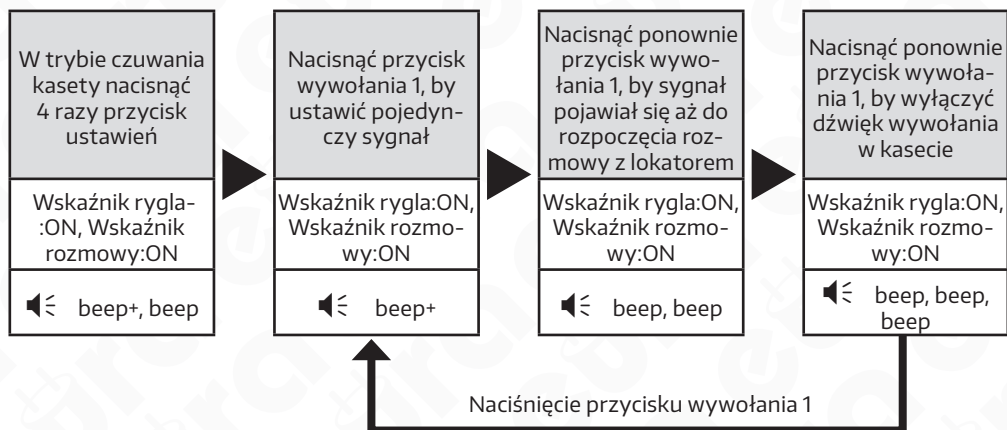 W trybie czuwania
kasety nacisnąć
4 razy przycisk
ustawień
Wskaźnik rygla-
:ON, Wskaźnik
rozmowy:ON
beep+, beep
Nacisnąć przycisk
wywołania 1, by
ustawić pojedyn-
czy sygnał
Wskaźnik rygla:ON,
Wskaźnik rozmo-
wy:ON
beep+
Nacisnąć ponownie
przycisk wywo-
łania 1, by sygnał
pojawiał się aż do
rozpoczęcia roz-
mowy z lokatorem
Wskaźnik rygla:ON,
Wskaźnik rozmo-
wy:ON
beep, beep
Nacisnąć ponownie
przycisk wywoła-
nia 1, by wyłączyć
dźwięk wywołania
w kasecie
Wskaźnik rygla:ON,
Wskaźnik rozmo-
wy:ON
beep, beep,
beep
Naciśnięcie przycisku wywołania 1